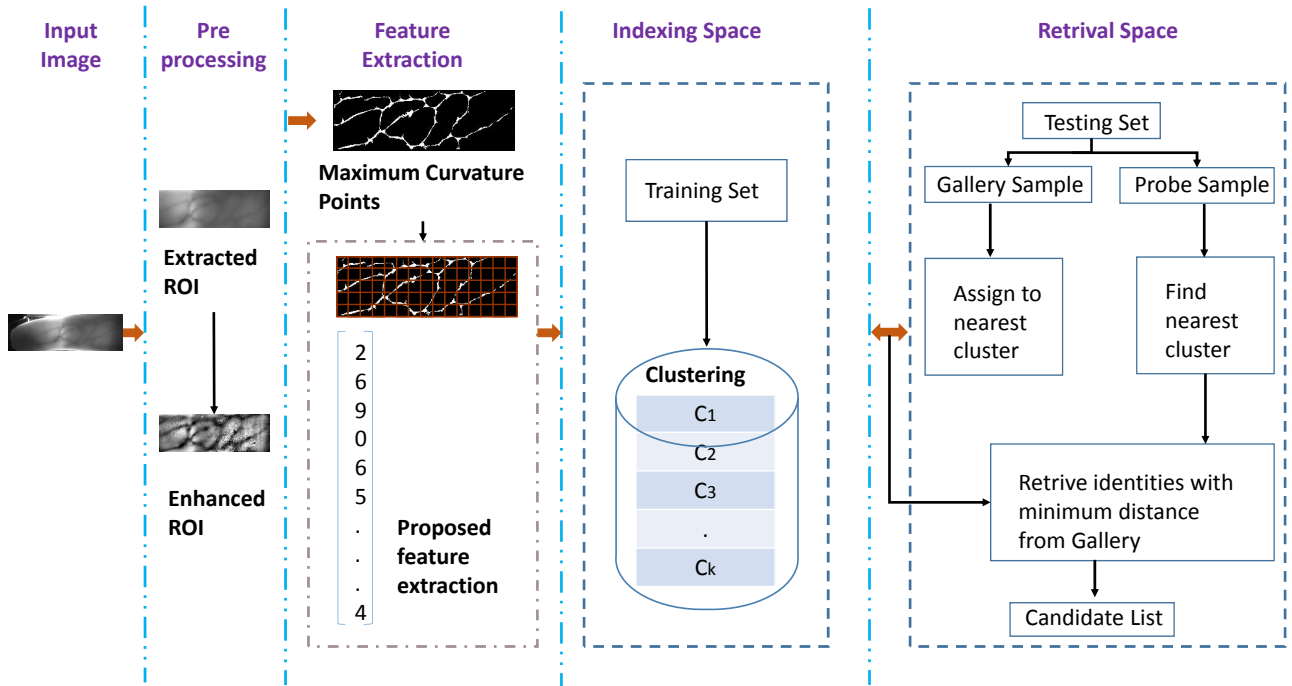 Input
Image
Pre
processing
Feature
Extraction
Indexing Space
Retrival Space
Extracted
ROI
Enhanced
ROI
Maximum Curvature
Points
2
6
9
0
6
5
.
.
.
4
Proposed
feature
extraction
Training Set
Clustering
C1
C2
C3
.
Ck
Testing Set
Gallery Sample
Probe Sample
Assign to
nearest
cluster
Find
nearest
cluster
Retrive identities with
minimum distance
from Gallery
Candidate List